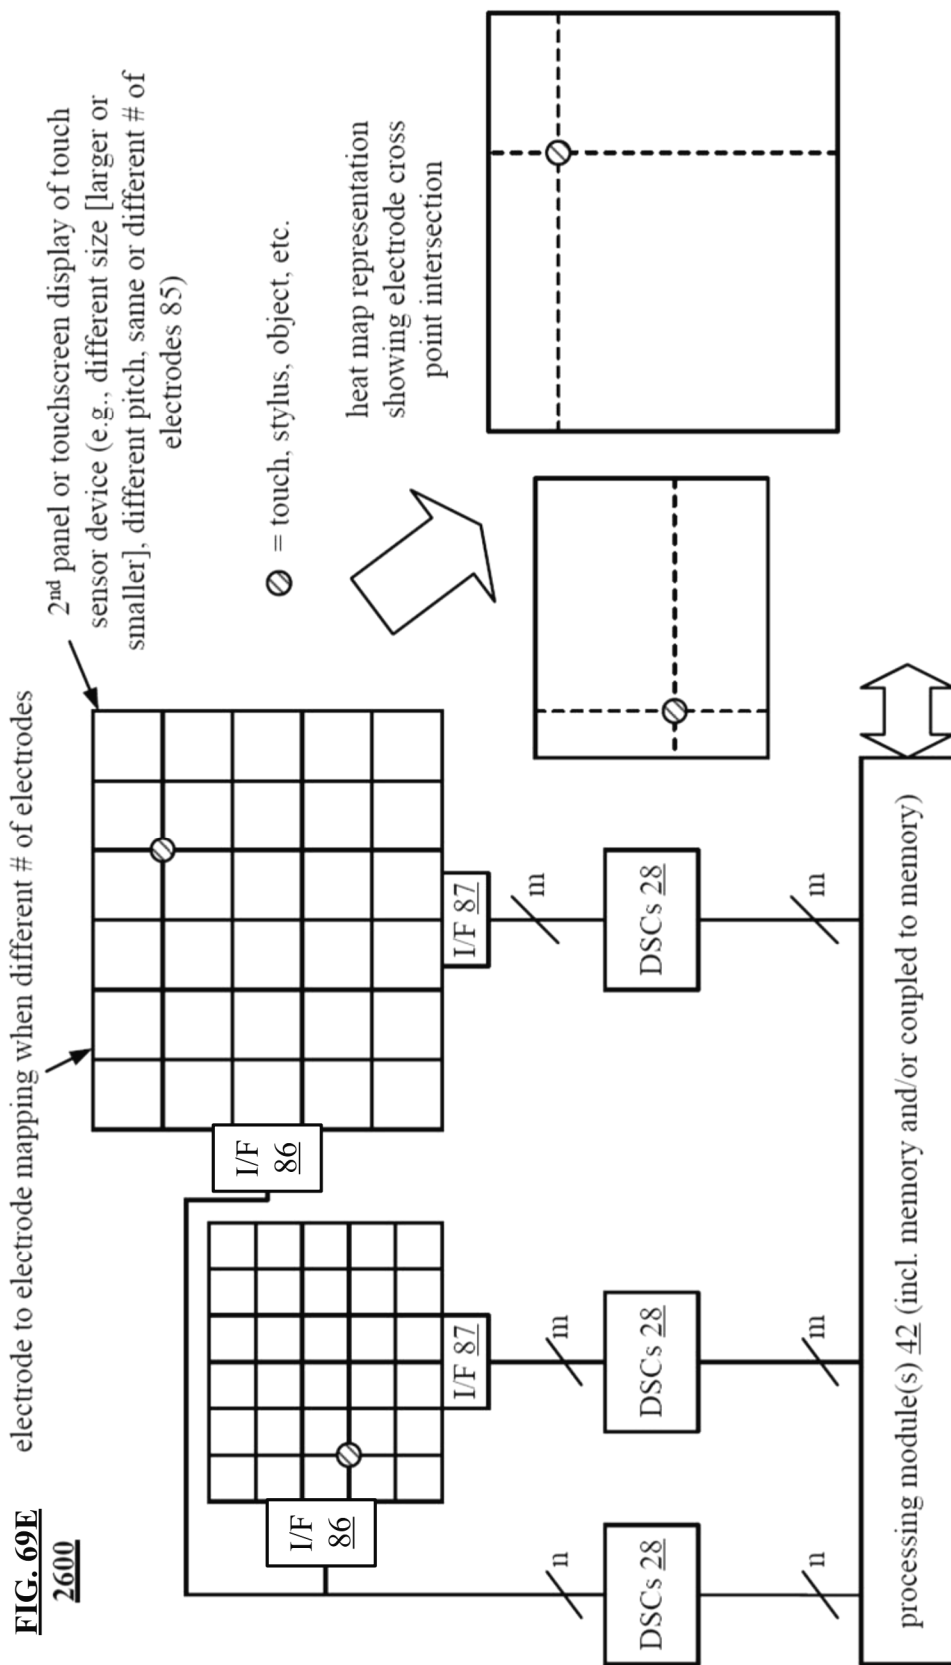 FIG. 69E
2600
electrode to electrode mapping when different # of electrodes
2nd panel or touchscreen display of touch
sensor device (e.g., different size [larger or
smaller], different pitch, same or different # of
electrodes 85)
= touch, stylus, object, etc.
heat map representation
showing electrode cross
point intersection
I/F
86
I/F
86
I/F 87
I/F 87
n
m
m
DSCs 28
DSCs 28
DSCs 28
n
m
m
processing module(s) 42 (incl. memory and/or coupled to memory)